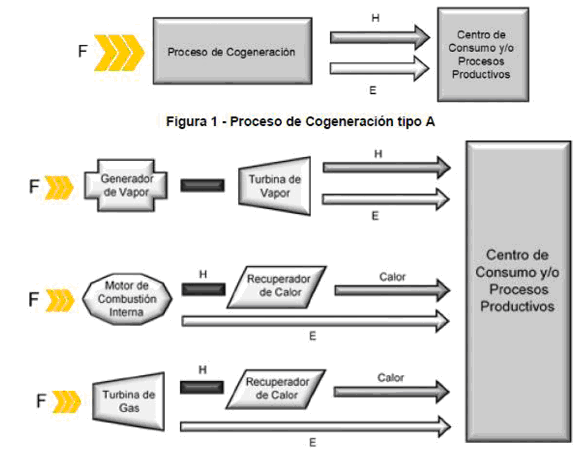 F
Proceso de Cogeneración
H
E
Centro de
Consumo y/o
Procesos
Productivos
Figura 1 - Proceso de Cogeneración tipo A
F
Generador
de Vapor
Turbina de
Vapor
H
E
F
Motor de
Combustión
Interna
H
Recuperador
de Calor
Calor
E
F
Turbina de
Gas
H
Recuperador
de Calor
Calor
E
Centro de
Consumo y/o
Procesos
Productivos